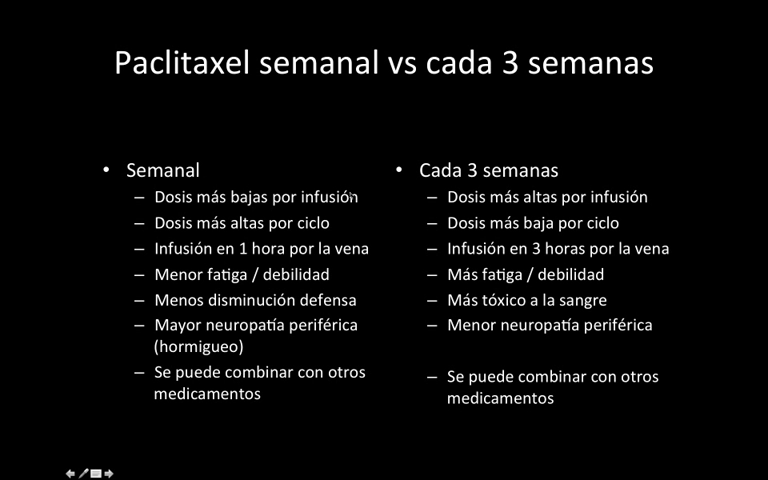 Paclitaxel semanal vs cada 3 semanas
• Semanal
– Dosis más bajas por infusión
– Dosis más altas por ciclo
– Infusión en 1 hora por la vena
– Menor fatiga / debilidad
– Menos disminución defensa
– Mayor neuropatía periférica
(hormigueo)
– Se puede combinar con otros
medicamentos
• Cada 3 semanas
– Dosis más altas por infusión
– Dosis más baja por ciclo
– Infusión en 3 horas por la vena
– Más fatiga / debilidad
– Más tóxico a la sangre
– Menor neuropatía periférica
– Se puede combinar con otros
medicamentos